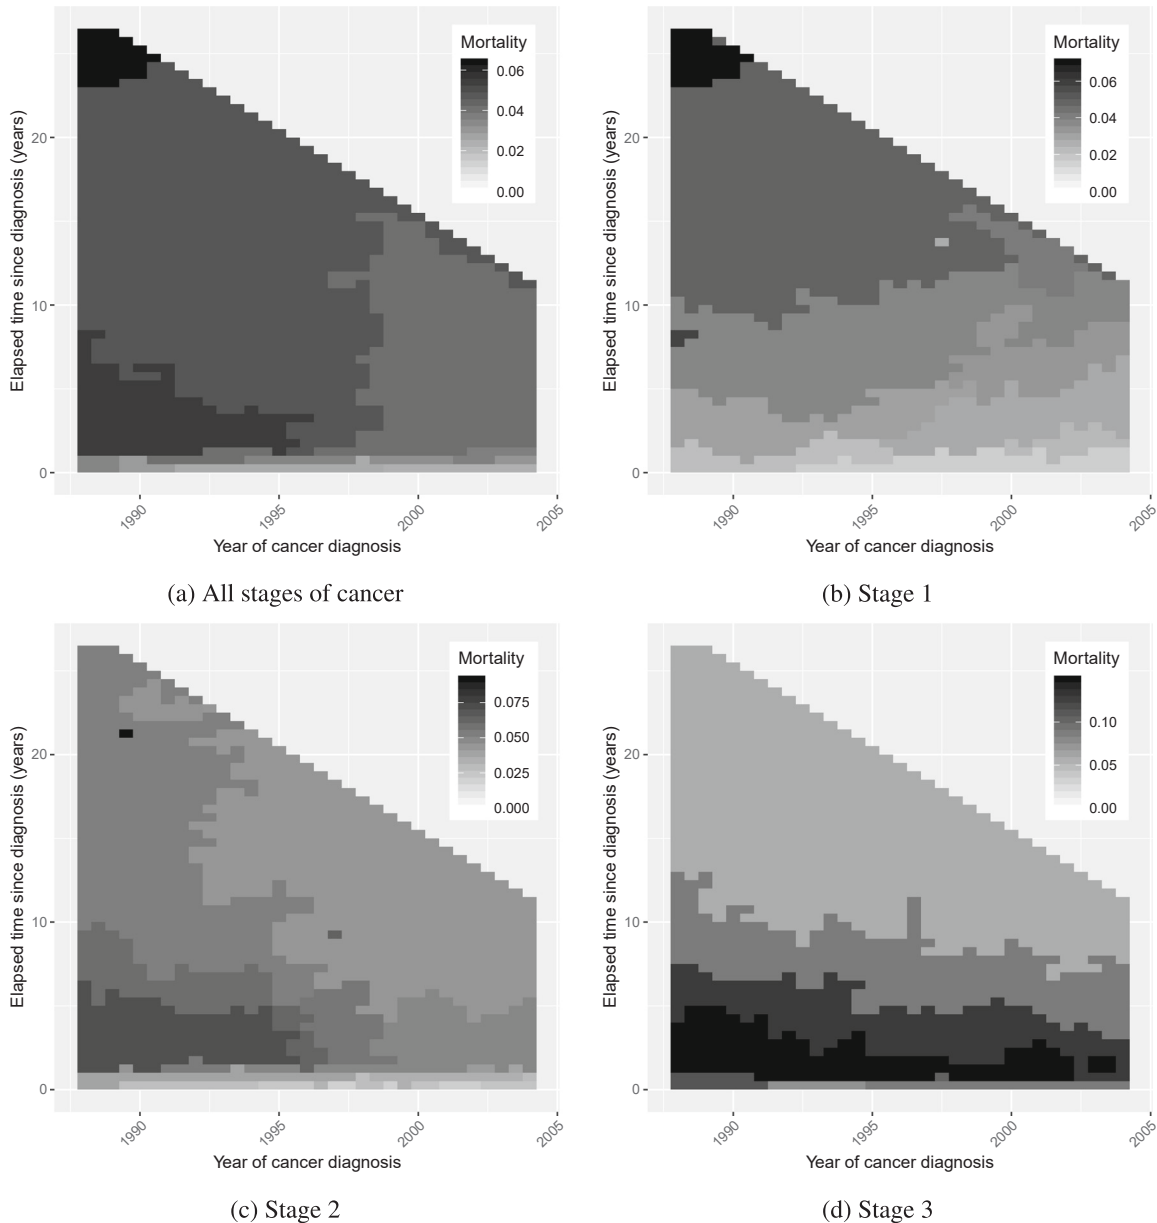 Mortality
0.06
0.04
0.02
0.00
20
10
0
Elapsed time since diagnosis (years)
1990
1995
2000
2005
Year of cancer diagnosis
(a) All stages of cancer
Mortality
0.06
0.04
0.02
0.00
20
10
0
Elapsed time since diagnosis (years)
1990
1995
2000
2005
Year of cancer diagnosis
(b) Stage 1
Mortality
0.075
0.050
0.025
0.000
20
10
0
Elapsed time since diagnosis (years)
1990
1995
2000
2005
Year of cancer diagnosis
(c) Stage 2
Mortality
0.10
0.05
0.00
20
10
0
Elapsed time since diagnosis (years)
1990
1995
2000
2005
Year of cancer diagnosis
(d) Stage 3